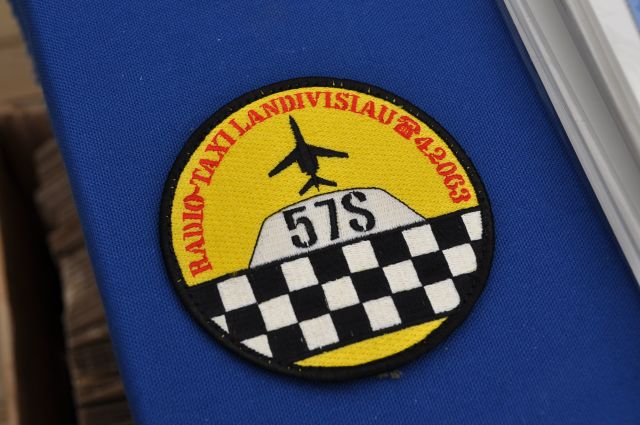 RADIO-TAXI LANDIVISIAU ☎ 42063
57S